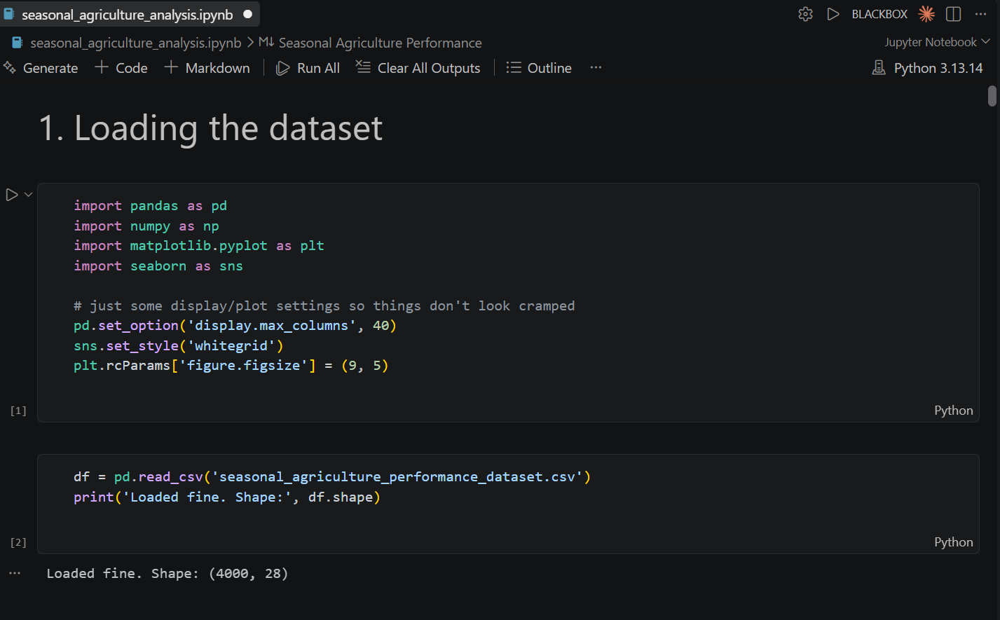 seasonal_agriculture_analysis.ipynb
BLACKBOX
seasonal_agriculture_analysis.ipynb > M↓ Seasonal Agriculture Performance
Jupyter Notebook
Generate + Code + Markdown | Run All Clear All Outputs | Outline ...
Python 3.13.14
1. Loading the dataset
import pandas as pd
import numpy as np
import matplotlib.pyplot as plt
import seaborn as sns
# just some display/plot settings so things don't look cramped
pd.set_option('display.max_columns', 40)
sns.set_style('whitegrid')
plt.rcParams['figure.figsize'] = (9, 5)
[1]
Python
df = pd.read_csv('seasonal_agriculture_performance_dataset.csv')
print('Loaded fine. Shape:', df.shape)
[2]
Python
... Loaded fine. Shape: (4000, 28)